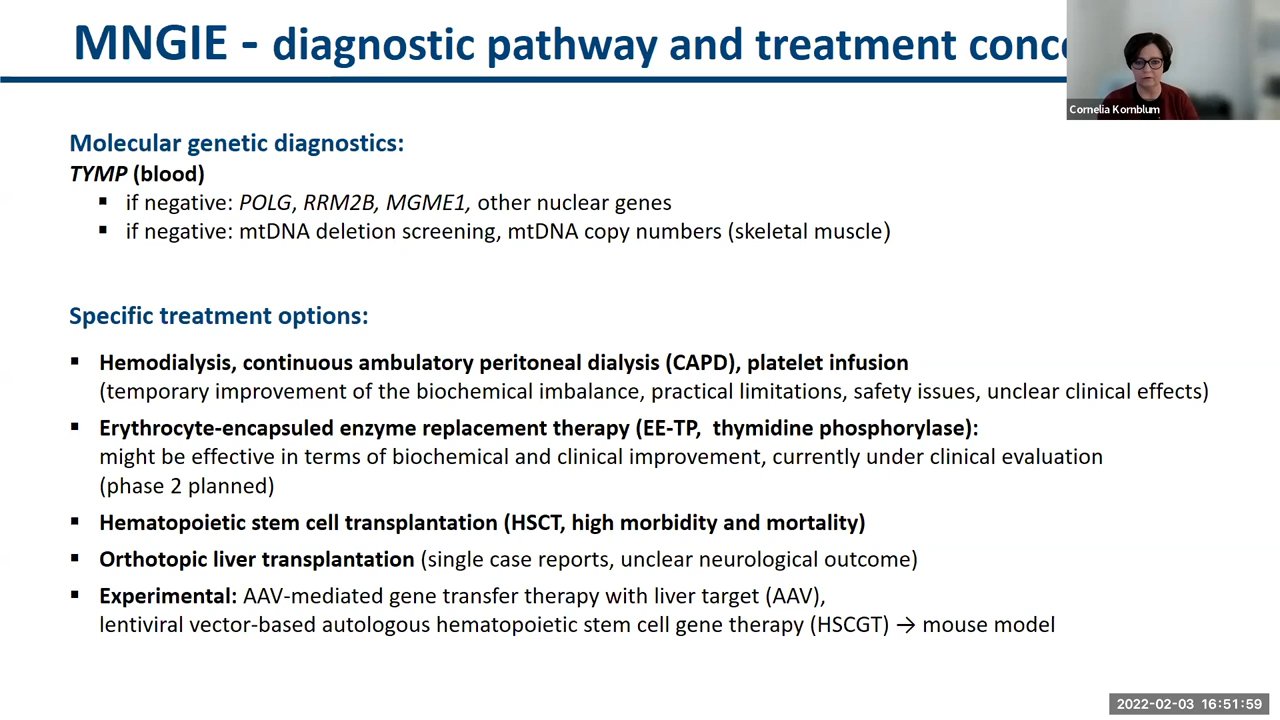 MNGIE - diagnostic pathway and treatment
Cornelia Kornblum
Molecular genetic diagnostics:
TYMP (blood)
▪ if negative: POLG, RRM2B, MGME1, other nuclear genes
▪ if negative: mtDNA deletion screening, mtDNA copy numbers (skeletal muscle)
Specific treatment options:
▪ Hemodialysis, continuous ambulatory peritoneal dialysis (CAPD), platelet infusion
(temporary improvement of the biochemical imbalance, practical limitations, safety issues, unclear clinical effects)
▪ Erythrocyte-encapsuled enzyme replacement therapy (EE-TP, thymidine phosphorylase):
might be effective in terms of biochemical and clinical improvement, currently under clinical evaluation
(phase 2 planned)
▪ Hematopoietic stem cell transplantation (HSCT, high morbidity and mortality)
▪ Orthotopic liver transplantation (single case reports, unclear neurological outcome)
▪ Experimental: AAV-mediated gene transfer therapy with liver target (AAV),
lentiviral vector-based autologous hematopoietic stem cell gene therapy (HSCGT) → mouse model
2022-02-03 16:51:59